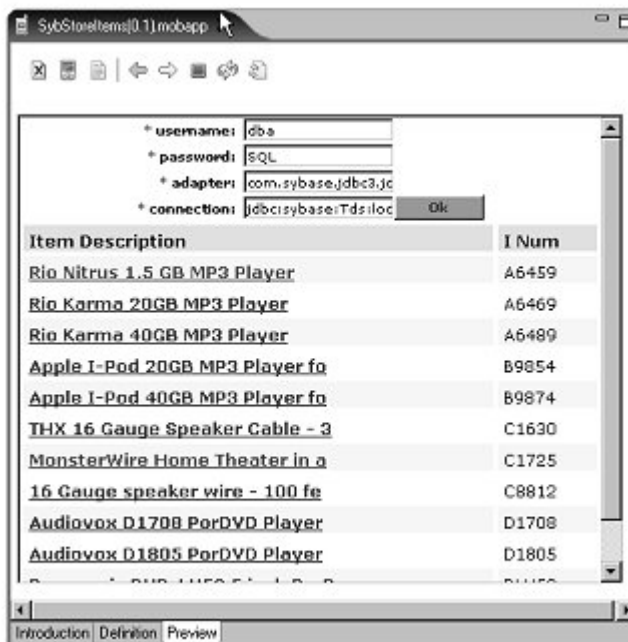 SybStoreItems(0.1).mobapp
* username: dba
* password: SQL
* adapter: com.sybase.jdbc3.jc
* connection: jdbc:sybase:Tds:loc Ok
Item Description I Num
Rio Nitrus 1.5 GB MP3 Player A6459
Rio Karma 20GB MP3 Player A6469
Rio Karma 40GB MP3 Player A6489
Apple I-Pod 20GB MP3 Player fo B9854
Apple I-Pod 40GB MP3 Player fo B9874
THX 16 Gauge Speaker Cable - 3 C1630
MonsterWire Home Theater in a C1725
16 Gauge speaker wire - 100 fe C8812
Audiovox D1708 PorDVD Player D1708
Audiovox D1805 PorDVD Player D1805
Introduction Definition Preview